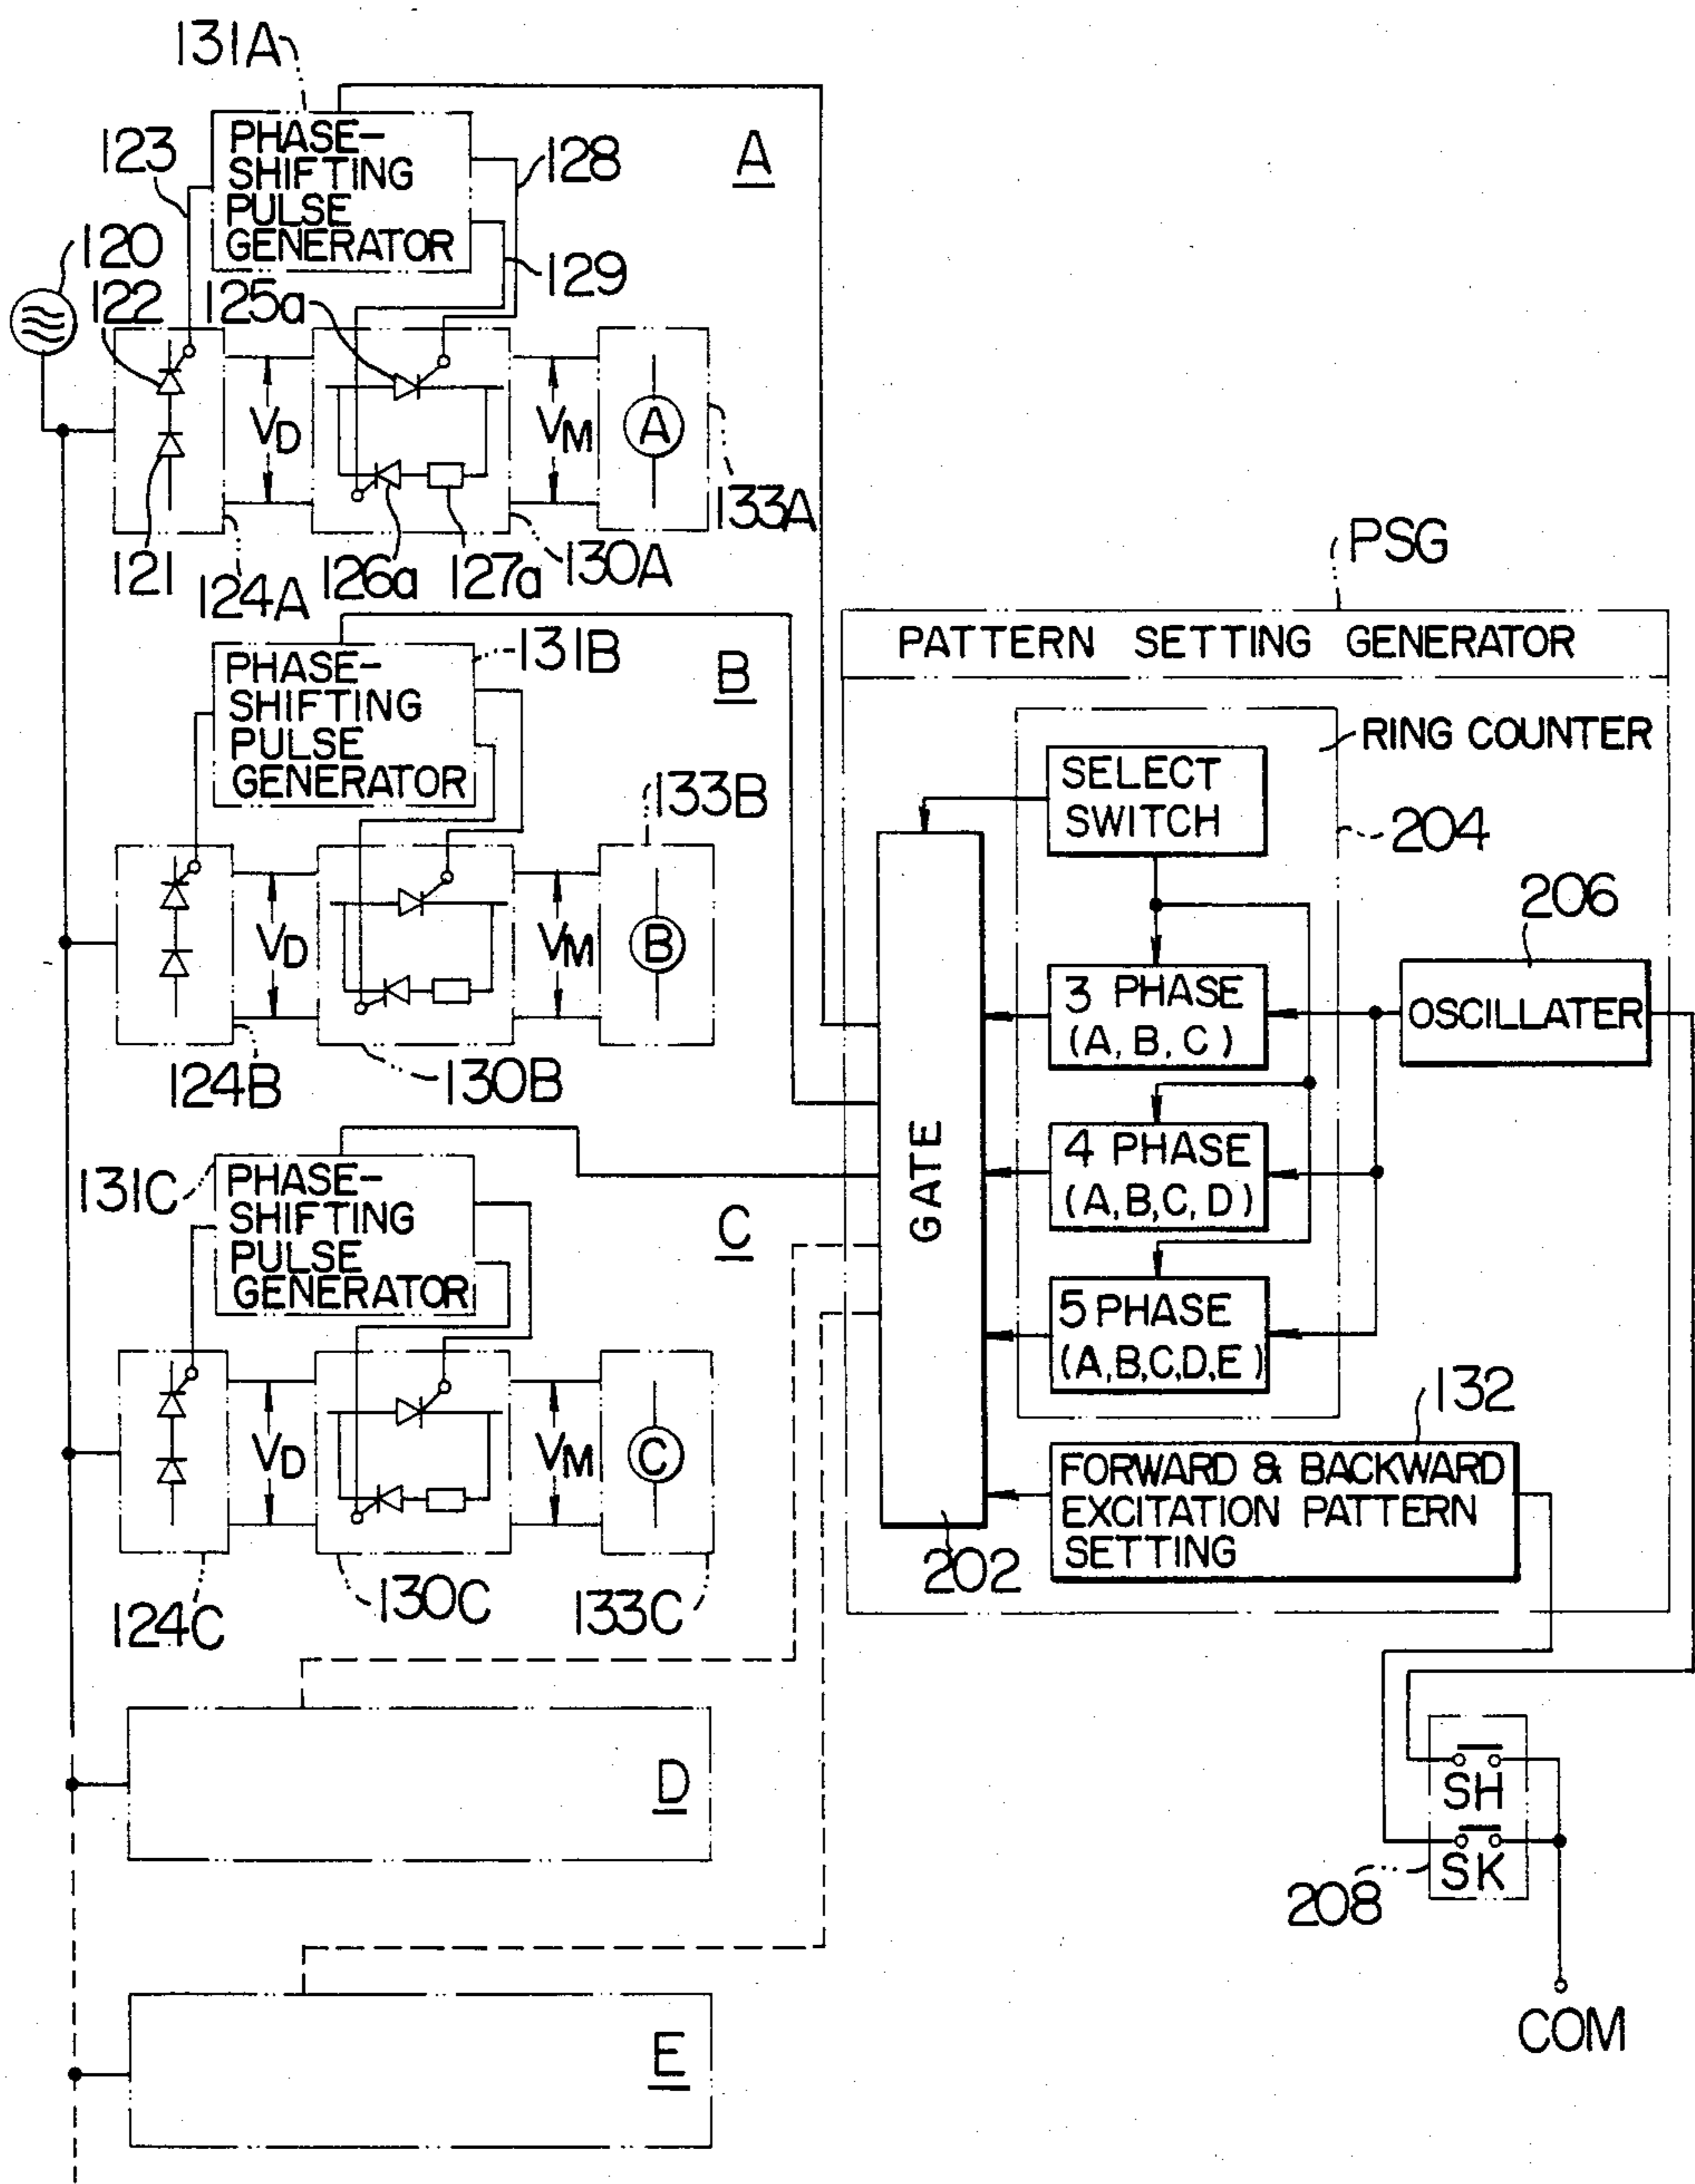 131A
PHASE-
SHIFTING
PULSE
GENERATOR
123
128
A
120
129
122
125a
VD
VM
A
133A
121
124A
126a
127a
130A
PSG
PATTERN SETTING GENERATOR
131B
PHASE-
SHIFTING
PULSE
GENERATOR
B
RING COUNTER
SELECT
SWITCH
133B
204
206
VD
VM
B
3 PHASE
(A, B, C)
OSCILLATER
124B
130B
GATE
4 PHASE
(A,B,C,D)
131C
PHASE-
SHIFTING
PULSE
GENERATOR
C
5 PHASE
(A,B,C,D,E)
132
VD
VM
C
FORWARD & BACKWARD
EXCITATION PATTERN
SETTING
202
124C
130C
133C
D
SH
SK
208
COM
E